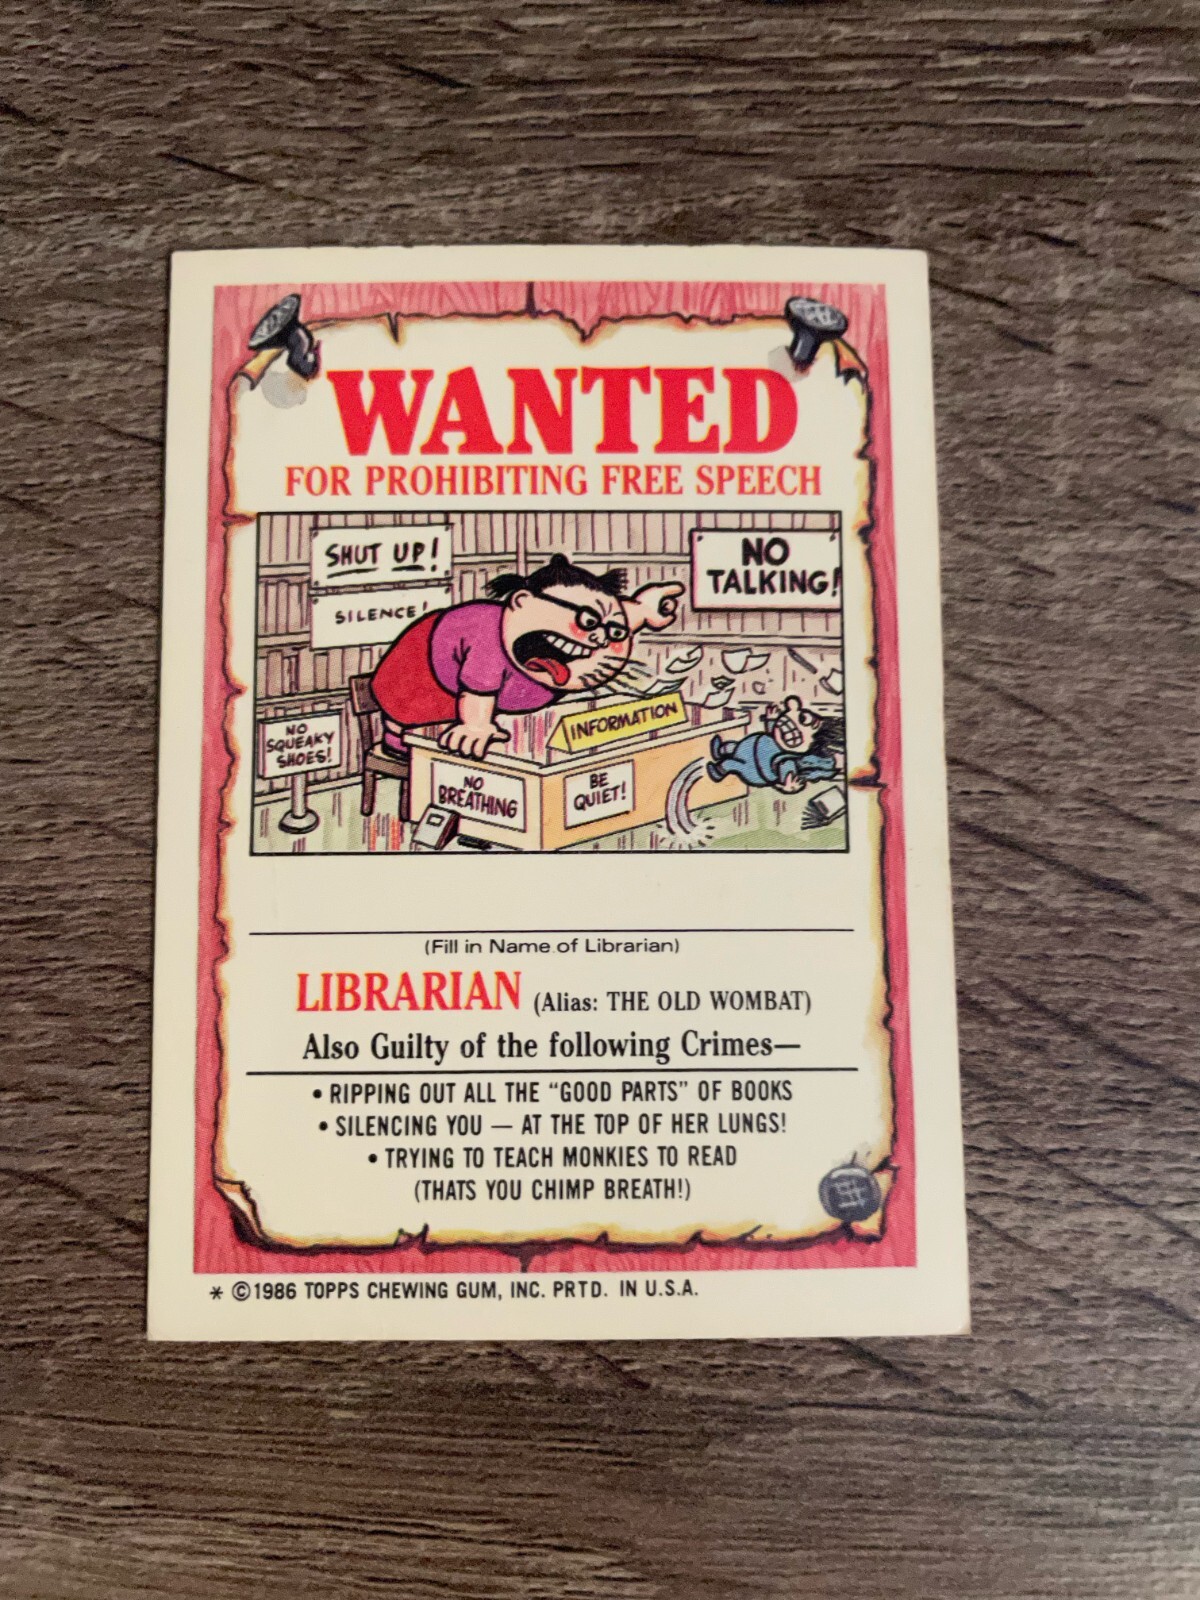 WANTED
FOR PROHIBITING FREE SPEECH
SHUT UP!
SILENCE!
NO
TALKING!
NO
SQUEAKY
SHOES!
INFORMATION
NO
BREATHING
BE
QUIET!
(Fill in Name of Librarian)
LIBRARIAN (Alias: THE OLD WOMBAT)
Also Guilty of the following Crimes—
• RIPPING OUT ALL THE “GOOD PARTS” OF BOOKS
• SILENCING YOU — AT THE TOP OF HER LUNGS!
• TRYING TO TEACH MONKIES TO READ
(THATS YOU CHIMP BREATH!)
* ©1986 TOPPS CHEWING GUM, INC. PRTD. IN U.S.A.